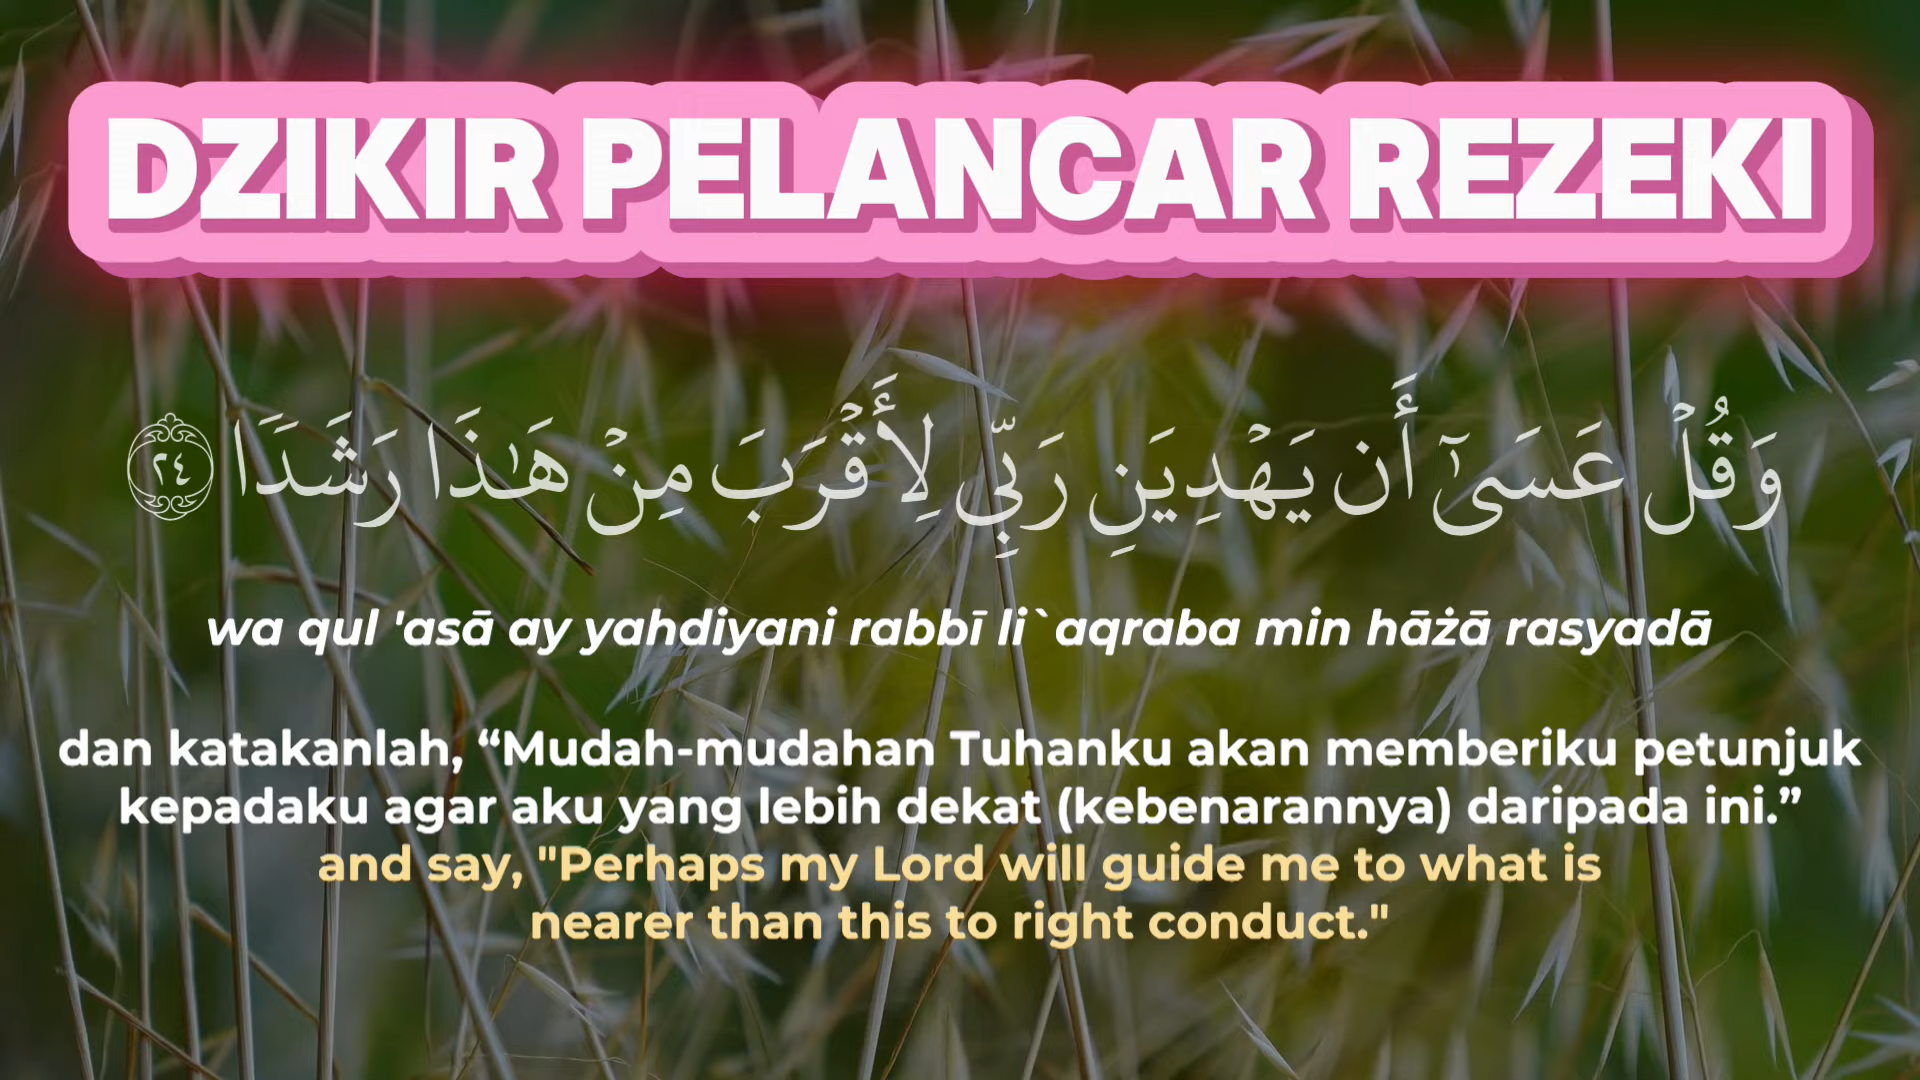 DZIKIR PELANCAR REZEKI
وَقُلْ عَسَىٰٓ أَن يَهْدِيَنِ رَبِّى لِأَقْرَبَ مِنْ هَـٰذَا رَشَدًا ٢٤
wa qul 'asā ay yahdiyani rabbī li`aqraba min hāżā rasyadā
dan katakanlah, “Mudah-mudahan Tuhanku akan memberiku petunjuk
kepadaku agar aku yang lebih dekat (kebenarannya) daripada ini.”
and say, "Perhaps my Lord will guide me to what is
nearer than this to right conduct."